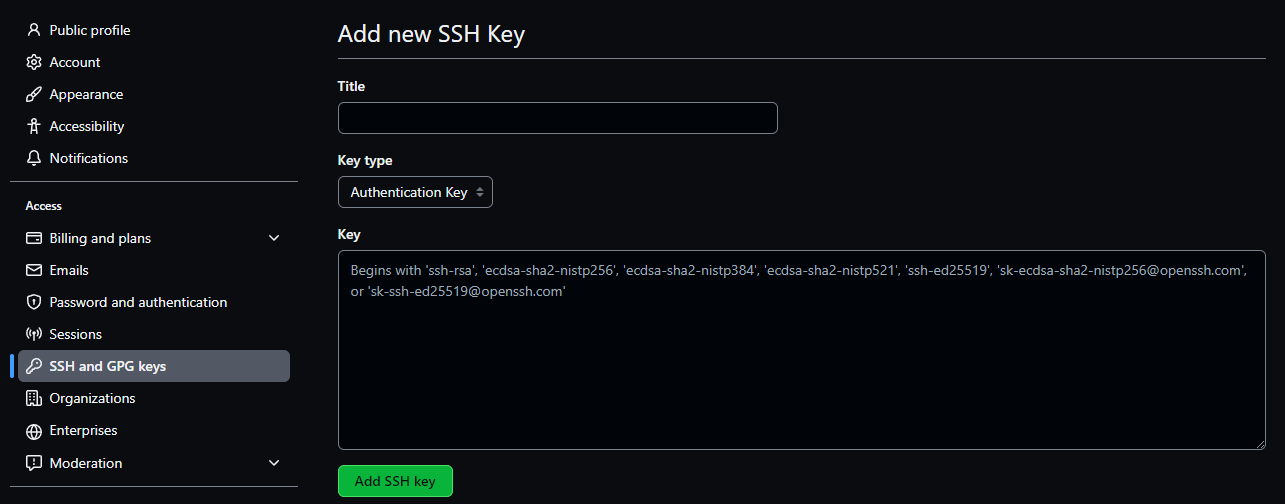 Public profile
Account
Appearance
Accessibility
Notifications
Access
Billing and plans
Emails
Password and authentication
Sessions
SSH and GPG keys
Organizations
Enterprises
Moderation
Add new SSH Key
Title
Key type
Authentication Key
Key
Begins with 'ssh-rsa', 'ecdsa-sha2-nistp256', 'ecdsa-sha2-nistp384', 'ecdsa-sha2-nistp521', 'ssh-ed25519', 'sk-ecdsa-sha2-nistp256@openssh.com',
or 'sk-ssh-ed25519@openssh.com'
Add SSH key